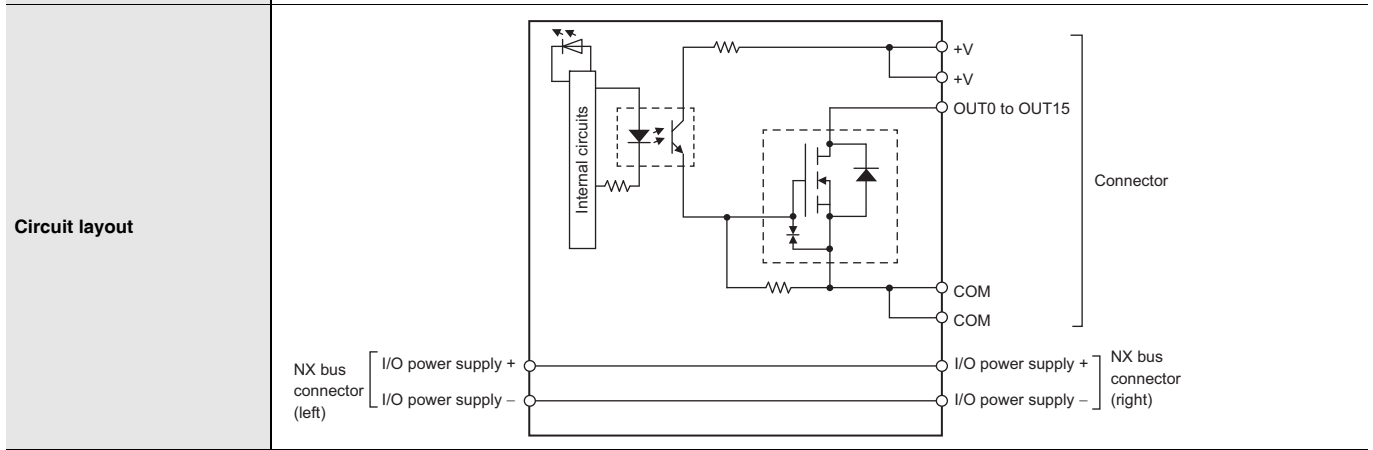 Circuit layout
Internal circuits
+V
+V
OUT0 to OUT15
COM
COM
Connector
NX bus
connector
(left)
I/O power supply +
I/O power supply −
I/O power supply +
I/O power supply −
NX bus
connector
(right)